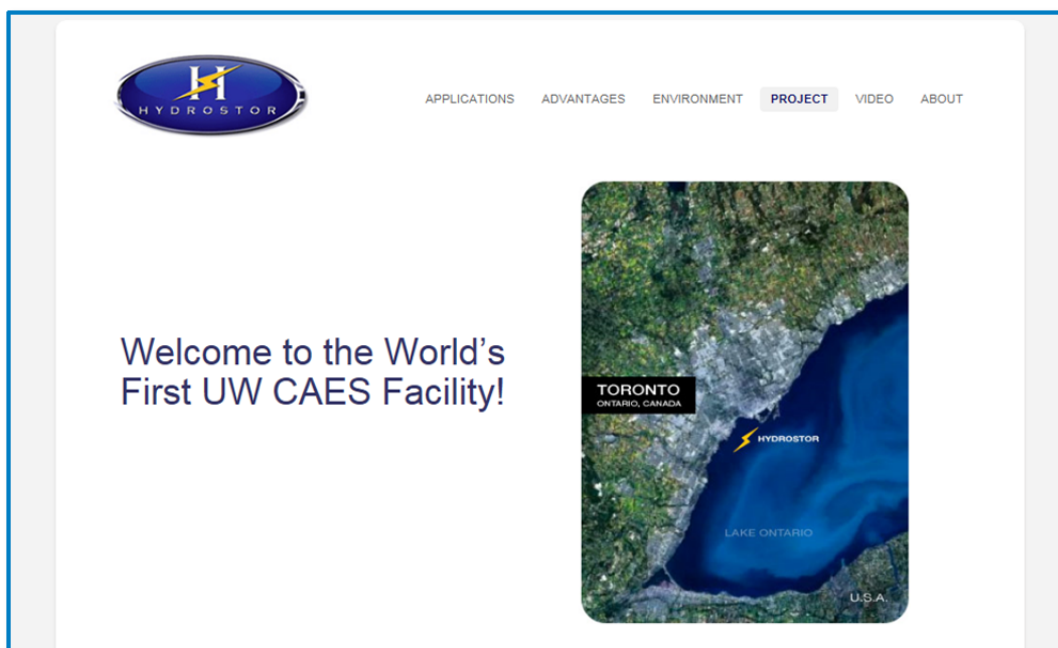 H
HYDROSTOR
APPLICATIONS ADVANTAGES ENVIRONMENT PROJECT VIDEO ABOUT
Welcome to the World's
First UW CAES Facility!
TORONTO
ONTARIO, CANADA
HYDROSTOR
LAKE ONTARIO
U.S.A.